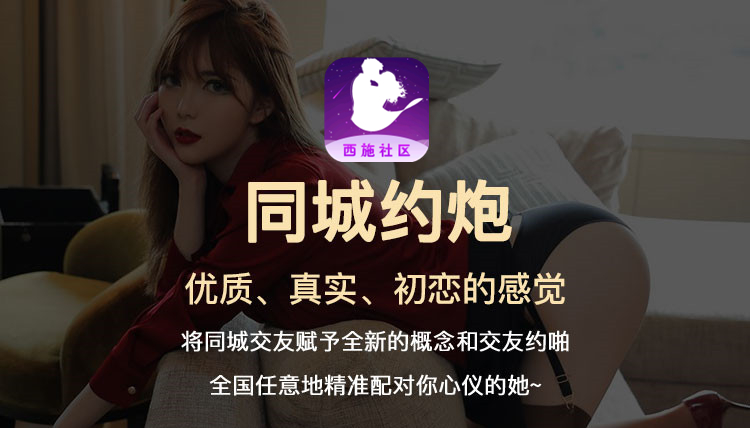 西施社区
同城约炮
优质、真实、初恋的感觉
将同城交友赋予全新的概念和交友约啪
全国任意地精准配对你心仪的她~